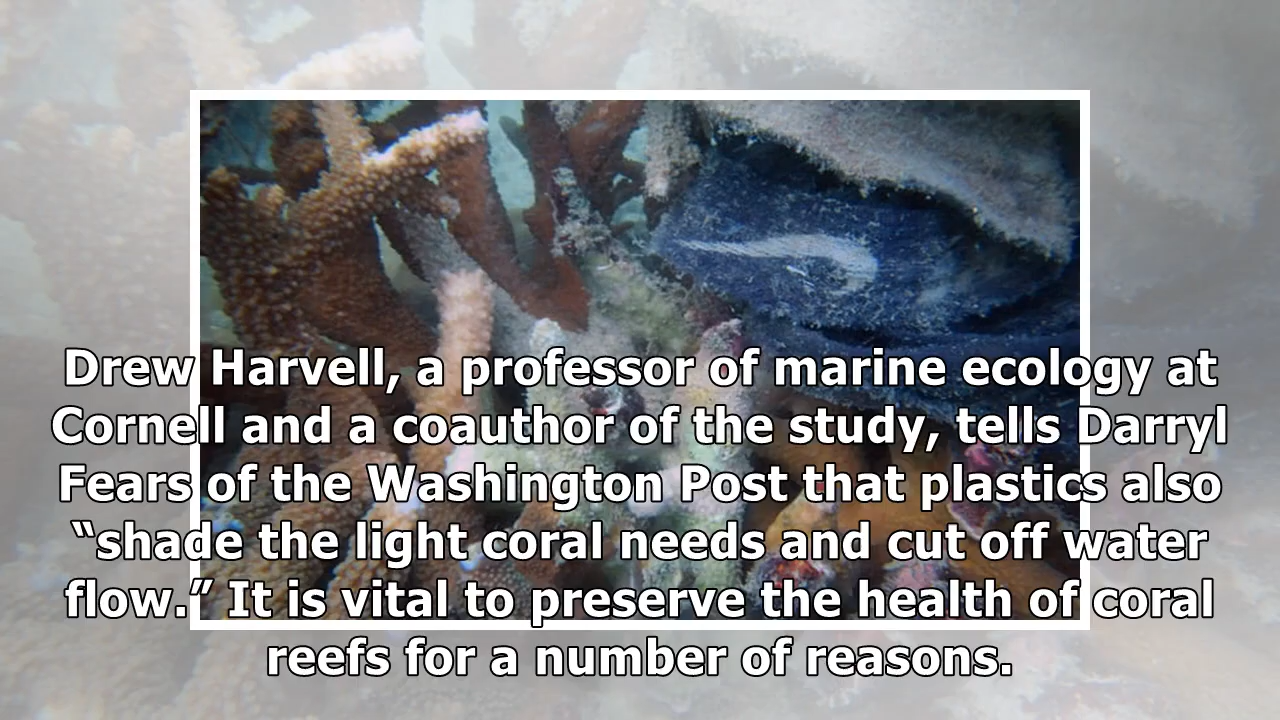 Drew Harvell, a professor of marine ecology at
Cornell and a coauthor of the study, tells Darryl
Fears of the Washington Post that plastics also
“shade the light coral needs and cut off water
flow.” It is vital to preserve the health of coral
reefs for a number of reasons.